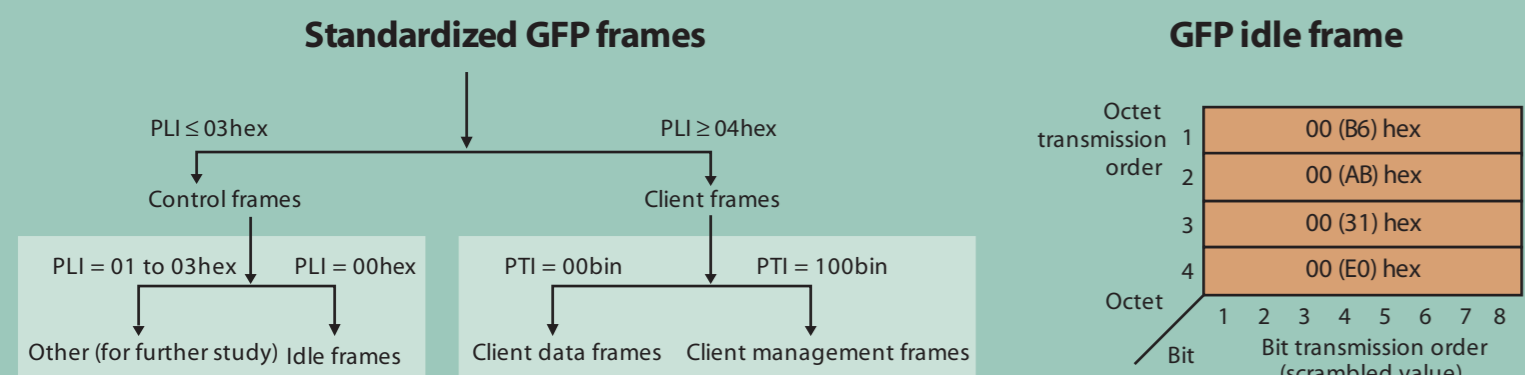 Standardized GFP frames
PLI ≤ 03hex
PLI ≥ 04hex
Control frames
Client frames
PLI = 01 to 03hex
PLI = 00hex
PTI = 00bin
PTI = 100bin
Other (for further study)
Idle frames
Client data frames
Client management frames
GFP idle frame
Octet
transmission
order
1
00 (B6) hex
2
00 (AB) hex
3
00 (31) hex
4
00 (E0) hex
Octet
Bit
1 2 3 4 5 6 7 8
Bit transmission order
(scrambled value)